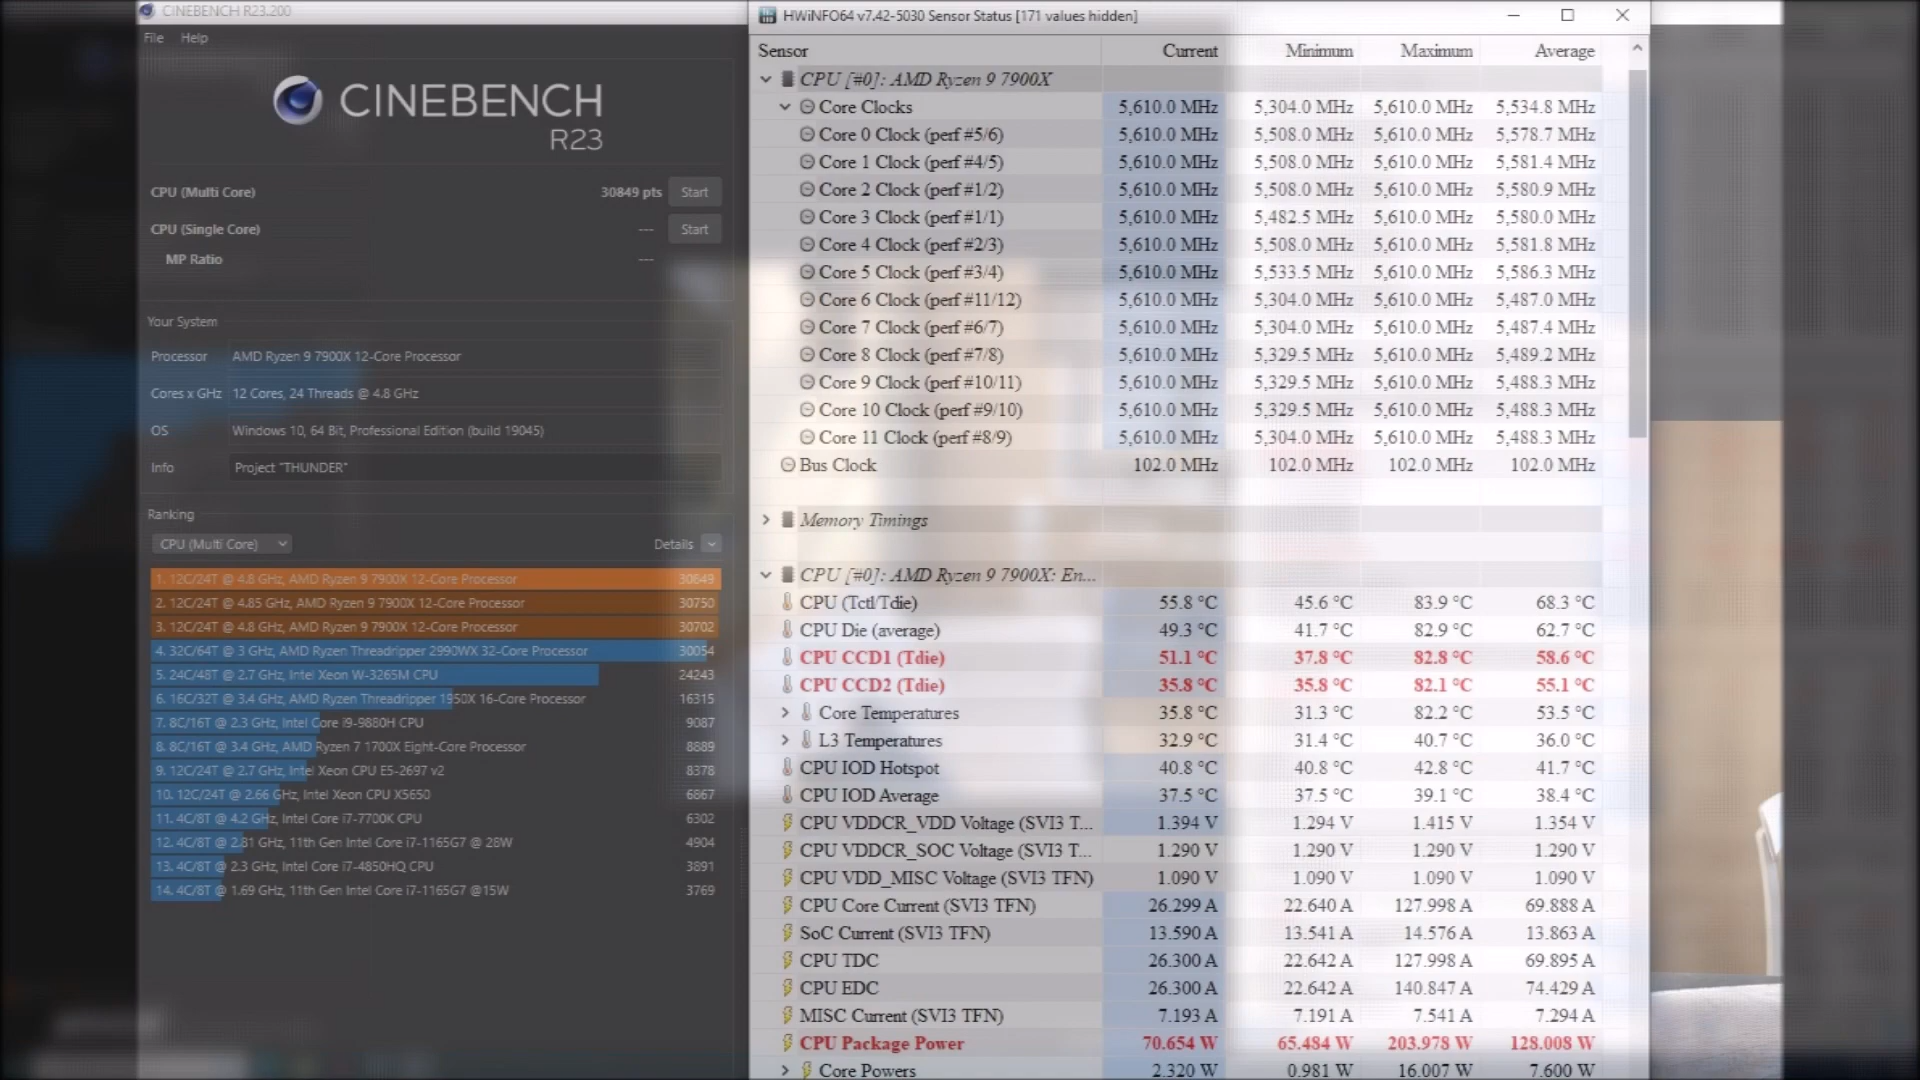 CINEBENCH R23.200
File Help
CINEBENCH
R23
CPU (Multi Core) 30849 pts Start
CPU (Single Core) --- Start
MP Ratio ---
Your System
Processor AMD Ryzen 9 7900X 12-Core Processor
Cores x GHz 12 Cores, 24 Threads @ 4.8 GHz
OS Windows 10, 64 Bit, Professional Edition (build 19045)
Info Project "THUNDER"
Ranking
CPU (Multi Core) Details
1. 12C/24T @ 4.8 GHz, AMD Ryzen 9 7900X 12-Core Processor 30849
2. 12C/24T @ 4.85 GHz, AMD Ryzen 9 7900X 12-Core Processor 30750
3. 12C/24T @ 4.8 GHz, AMD Ryzen 9 7900X 12-Core Processor 30702
4. 32C/64T @ 3 GHz, AMD Ryzen Threadripper 2990WX 32-Core Processor 30054
5. 24C/48T @ 2.7 GHz, Intel Xeon W-3265M CPU 24243
6. 16C/32T @ 3.4 GHz, AMD Ryzen Threadripper 1950X 16-Core Processor 16315
7. 8C/16T @ 2.3 GHz, Intel Core i9-9880H CPU 9087
8. 8C/16T @ 3.4 GHz, AMD Ryzen 7 1700X Eight-Core Processor 8889
9. 12C/24T @ 2.7 GHz, Intel Xeon CPU E5-2697 v2 8378
10. 12C/24T @ 2.66 GHz, Intel Xeon CPU X5650 6867
11. 4C/8T @ 4.2 GHz, Intel Core i7-7700K CPU 6302
12. 4C/8T @ 2.81 GHz, 11th Gen Intel Core i7-1165G7 @ 28W 4904
13. 4C/8T @ 2.3 GHz, Intel Core i7-4850HQ CPU 3891
14. 4C/8T @ 1.69 GHz, 11th Gen Intel Core i7-1165G7 @15W 3769
HWiNFO64 v7.42-5030 Sensor Status [171 values hidden]
Sensor Current Minimum Maximum Average
CPU [#0]: AMD Ryzen 9 7900X
Core Clocks 5,610.0 MHz 5,304.0 MHz 5,610.0 MHz 5,534.8 MHz
Core 0 Clock (perf #5/6) 5,610.0 MHz 5,508.0 MHz 5,610.0 MHz 5,578.7 MHz
Core 1 Clock (perf #4/5) 5,610.0 MHz 5,508.0 MHz 5,610.0 MHz 5,581.4 MHz
Core 2 Clock (perf #1/2) 5,610.0 MHz 5,508.0 MHz 5,610.0 MHz 5,580.9 MHz
Core 3 Clock (perf #1/1) 5,610.0 MHz 5,482.5 MHz 5,610.0 MHz 5,580.0 MHz
Core 4 Clock (perf #2/3) 5,610.0 MHz 5,508.0 MHz 5,610.0 MHz 5,581.8 MHz
Core 5 Clock (perf #3/4) 5,610.0 MHz 5,533.5 MHz 5,610.0 MHz 5,586.3 MHz
Core 6 Clock (perf #11/12) 5,610.0 MHz 5,304.0 MHz 5,610.0 MHz 5,487.0 MHz
Core 7 Clock (perf #6/7) 5,610.0 MHz 5,304.0 MHz 5,610.0 MHz 5,487.4 MHz
Core 8 Clock (perf #7/8) 5,610.0 MHz 5,329.5 MHz 5,610.0 MHz 5,489.2 MHz
Core 9 Clock (perf #10/11) 5,610.0 MHz 5,329.5 MHz 5,610.0 MHz 5,488.3 MHz
Core 10 Clock (perf #9/10) 5,610.0 MHz 5,329.5 MHz 5,610.0 MHz 5,488.3 MHz
Core 11 Clock (perf #8/9) 5,610.0 MHz 5,304.0 MHz 5,610.0 MHz 5,488.3 MHz
Bus Clock 102.0 MHz 102.0 MHz 102.0 MHz 102.0 MHz
Memory Timings
CPU [#0]: AMD Ryzen 9 7900X: En...
CPU (Tctl/Tdie) 55.8 °C 45.6 °C 83.9 °C 68.3 °C
CPU Die (average) 49.3 °C 41.7 °C 82.9 °C 62.7 °C
CPU CCD1 (Tdie) 51.1 °C 37.8 °C 82.8 °C 58.6 °C
CPU CCD2 (Tdie) 35.8 °C 35.8 °C 82.1 °C 55.1 °C
Core Temperatures 35.8 °C 31.3 °C 82.2 °C 53.5 °C
L3 Temperatures 32.9 °C 31.4 °C 40.7 °C 36.0 °C
CPU IOD Hotspot 40.8 °C 40.8 °C 42.8 °C 41.7 °C
CPU IOD Average 37.5 °C 37.5 °C 39.1 °C 38.4 °C
CPU VDDCR_VDD Voltage (SVI3 T... 1.394 V 1.294 V 1.415 V 1.354 V
CPU VDDCR_SOC Voltage (SVI3 T... 1.290 V 1.290 V 1.290 V 1.290 V
CPU VDD_MISC Voltage (SVI3 TFN) 1.090 V 1.090 V 1.090 V 1.090 V
CPU Core Current (SVI3 TFN) 26.299 A 22.640 A 127.998 A 69.888 A
SoC Current (SVI3 TFN) 13.590 A 13.541 A 14.576 A 13.863 A
CPU TDC 26.300 A 22.642 A 127.998 A 69.895 A
CPU EDC 26.300 A 22.642 A 140.847 A 74.429 A
MISC Current (SVI3 TFN) 7.193 A 7.191 A 7.541 A 7.294 A
CPU Package Power 70.654 W 65.484 W 203.978 W 128.008 W
Core Powers 2.320 W 0.981 W 16.007 W 7.600 W